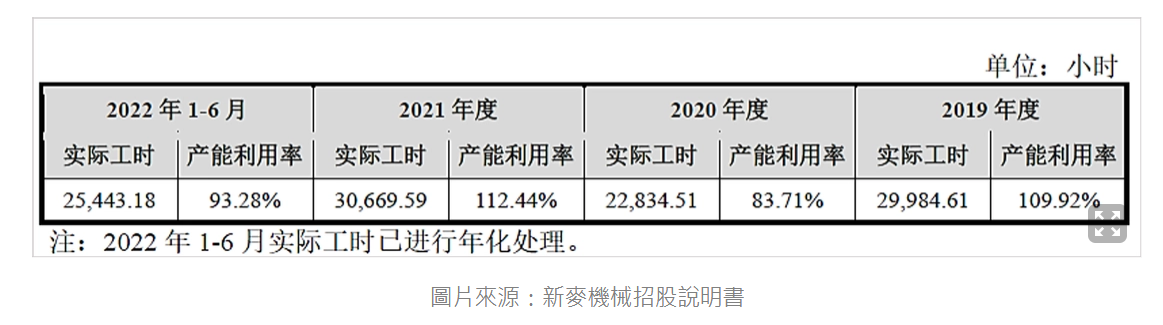 单位：小时
2022 年 1-6 月 2021 年度 2020 年度 2019 年度
实际工时 产能利用率 实际工时 产能利用率 实际工时 产能利用率 实际工时 产能利用率
25,443.18 93.28% 30,669.59 112.44% 22,834.51 83.71% 29,984.61 109.92%
注：2022 年 1-6 月实际工时已进行年化处理。
圖片來源：新麥機械招股說明書